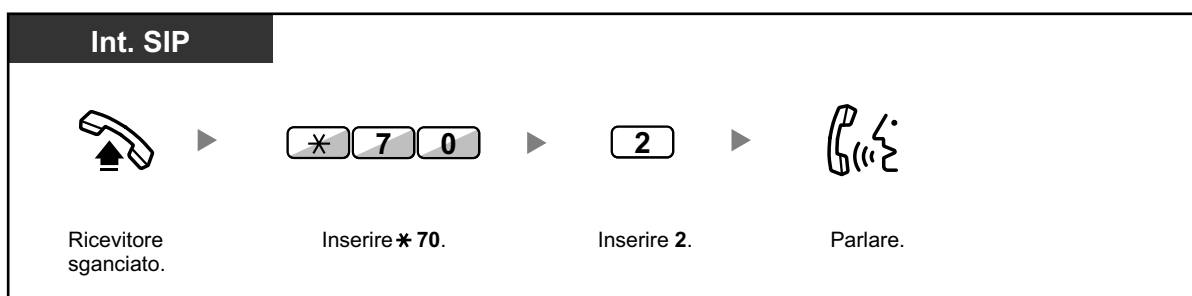 Int. SIP
* 7 0
2
Ricevitore
sganciato.
Inserire * 70.
Inserire 2.
Parlare.